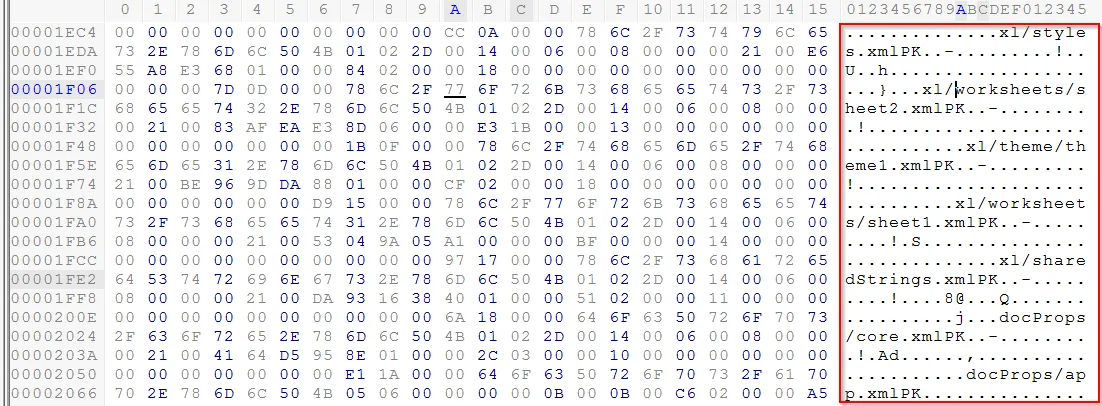 0 1 2 3 4 5 6 7 8 9 A B C D E F 10 11 12 13 14 15 0123456789ABCDEF012345
00001EC4 00 00 00 00 00 00 00 00 CC 0A 00 00 78 6C 2F 73 74 79 6C 65 ..............xl/style
00001EDA 73 2E 78 6D 6C 50 4B 01 02 2D 00 14 00 06 00 08 00 00 00 21 00 E6 s.xmlPK..-.........!..
00001EF0 55 A8 E3 68 01 00 00 84 02 00 00 18 00 00 00 00 00 00 00 00 00 00 U..h..................
00001F06 00 00 00 7D 0D 00 00 78 6C 2F 77 6F 72 6B 73 68 65 65 74 73 2F 73 ...}...xl/worksheets/s
00001F1C 68 65 65 74 32 2E 78 6D 6C 50 4B 01 02 2D 00 14 00 06 00 08 00 00 heet2.xmlPK..-........
00001F32 00 21 00 83 AF EA E3 8D 06 00 00 E3 1B 00 00 13 00 00 00 00 00 00 .!....................
00001F48 00 00 00 00 00 00 1B 0F 00 00 78 6C 2F 74 68 65 6D 65 2F 74 68 ...........xl/theme/th
00001F5E 65 6D 65 31 2E 78 6D 6C 50 4B 01 02 2D 00 14 00 06 00 08 00 00 00 eme1.xmlPK..-.........
00001F74 21 00 BE 96 9D DA 88 01 00 00 CF 02 00 00 18 00 00 00 00 00 00 00 !.....................
00001F8A 00 00 00 00 00 00 D9 15 00 00 78 6C 2F 77 6F 72 6B 73 68 65 65 74 ..........xl/worksheet
00001FA0 73 2F 73 68 65 65 74 31 2E 78 6D 6C 50 4B 01 02 2D 00 14 00 06 00 s/sheet1.xmlPK..-.....
00001FB6 08 00 00 00 21 00 53 04 9A 05 A1 00 00 00 BF 00 00 00 14 00 00 00 ....!.S...............
00001FCC 00 00 00 00 00 00 00 00 00 97 17 00 00 78 6C 2F 73 68 61 72 65 .............xl/share
00001FE2 64 53 74 72 69 6E 67 73 2E 78 6D 6C 50 4B 01 02 2D 00 14 00 06 00 dStrings.xmlPK..-.....
00001FF8 08 00 00 00 21 00 DA 93 16 38 40 01 00 00 51 02 00 00 11 00 00 00 ....!....8@...Q.......
0000200E 00 00 00 00 00 00 00 00 00 6A 18 00 00 64 6F 63 50 72 6F 70 73 .........j...docProps
00002024 2F 63 6F 72 65 2E 78 6D 6C 50 4B 01 02 2D 00 14 00 06 00 08 00 00 /core.xmlPK..-........
0000203A 00 21 00 41 64 D5 95 8E 01 00 00 2C 03 00 00 10 00 00 00 00 00 00 .!.Ad......,..........
00002050 00 00 00 00 00 00 E1 1A 00 00 64 6F 63 50 72 6F 70 73 2F 61 70 ............docProps/ap
00002066 70 2E 78 6D 6C 50 4B 05 06 00 00 00 00 0B 00 0B 00 C6 02 00 00 A5 p.xmlPK...............